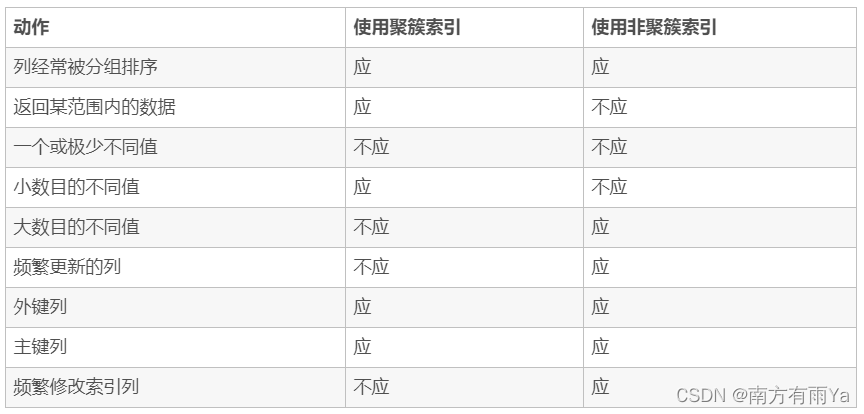 动作 使用聚簇索引 使用非聚簇索引
列经常被分组排序 应 应
返回某范围内的数据 应 不应
一个或极少不同值 不应 不应
小数目的不同值 应 不应
大数目的不同值 不应 应
频繁更新的列 不应 应
外键列 应 应
主键列 应 应
频繁修改索引列 不应 应
CSDN @南方有雨Ya